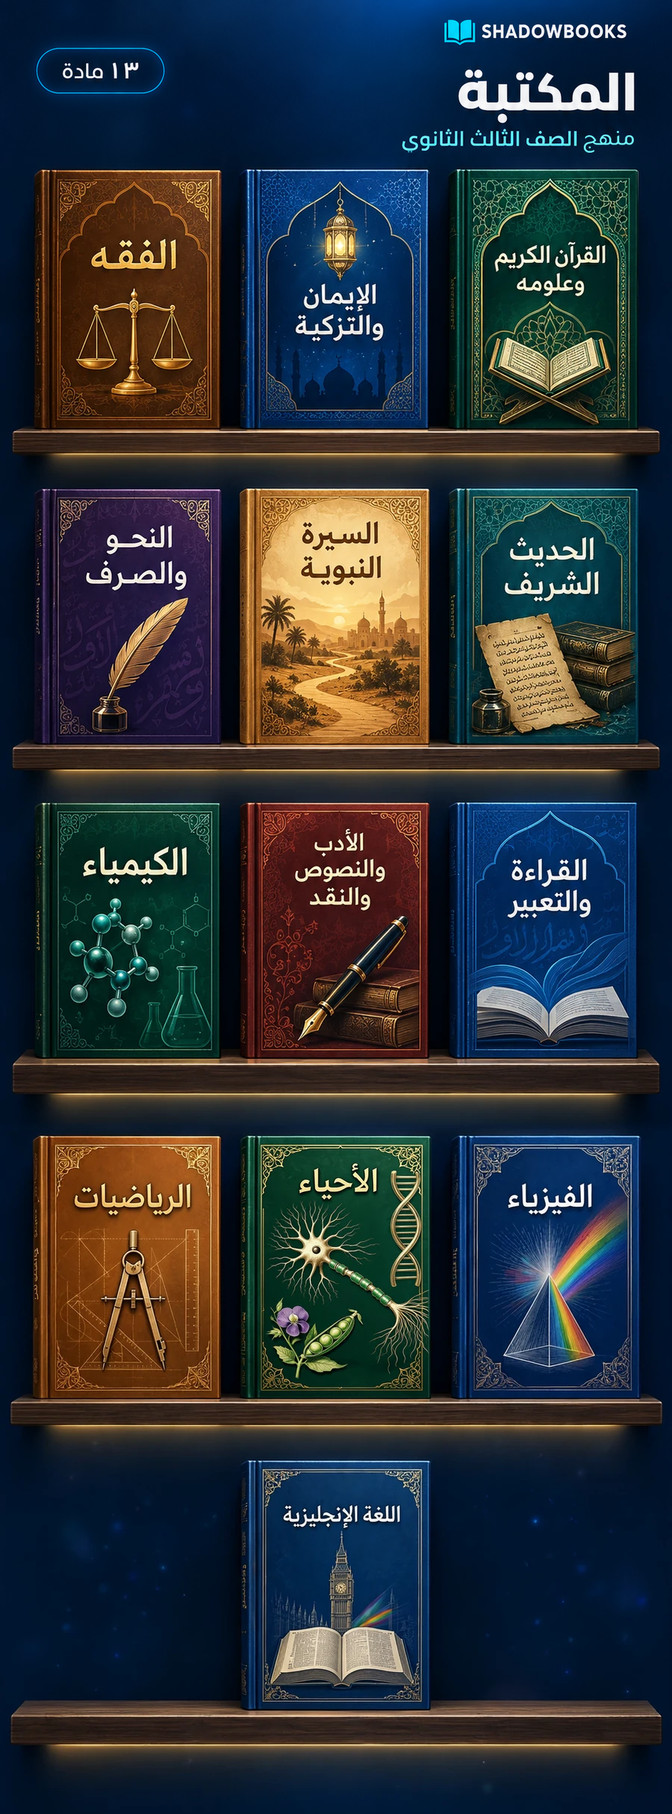 SHADOWBOOKS
١٣ مادة
المكتبة
منهج الصف الثالث الثانوي
القرآن الكريم
وعلومه
الإيمان
والتزكية
الفقه
الحديث
الشريف
السيرة
النبوية
النحو
والصرف
القراءة
والتعبير
الأدب
والنصوص
والنقد
الكيمياء
الفيزياء
الأحياء
الرياضيات
اللغة الإنجليزية